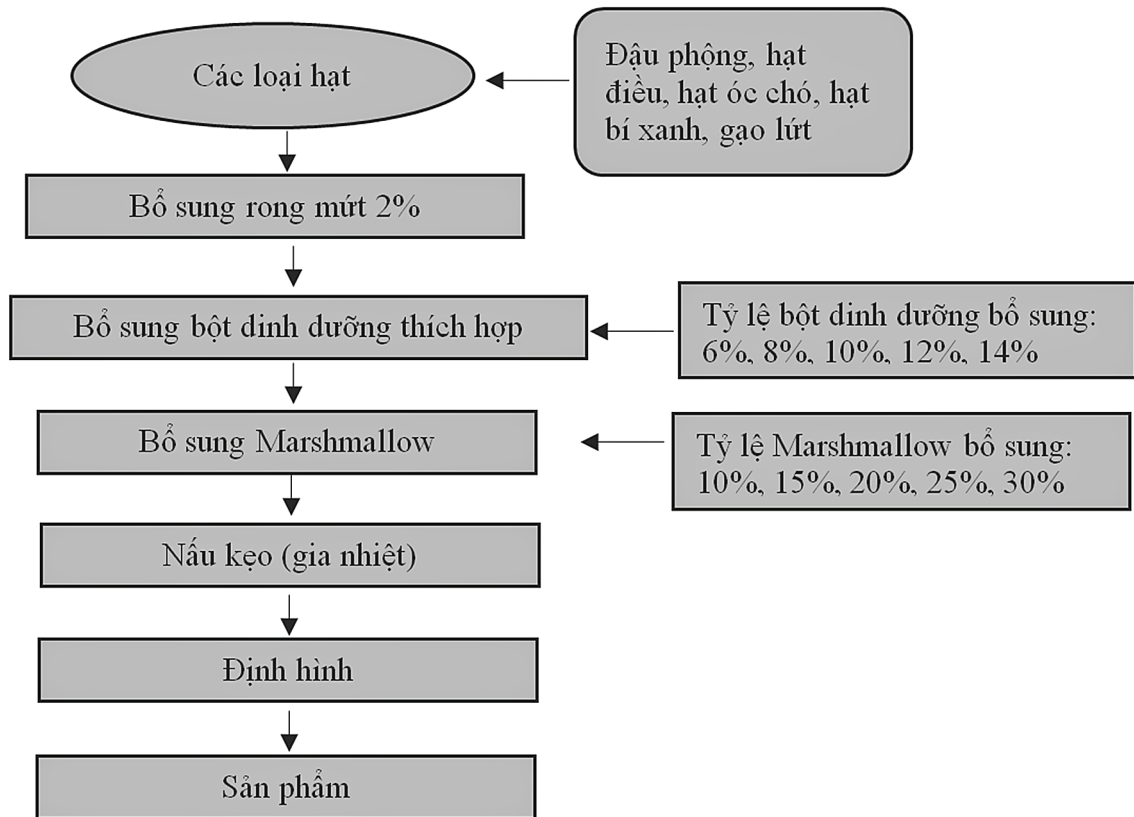 Các loại hạt
Đậu phộng, hạt
điều, hạt óc chó, hạt
bí xanh, gạo lứt
Bổ sung rong mứt 2%
Bổ sung bột dinh dưỡng thích hợp
Tỷ lệ bột dinh dưỡng bổ sung:
6%, 8%, 10%, 12%, 14%
Bổ sung Marshmallow
Tỷ lệ Marshmallow bổ sung:
10%, 15%, 20%, 25%, 30%
Nấu kẹo (gia nhiệt)
Định hình
Sản phẩm